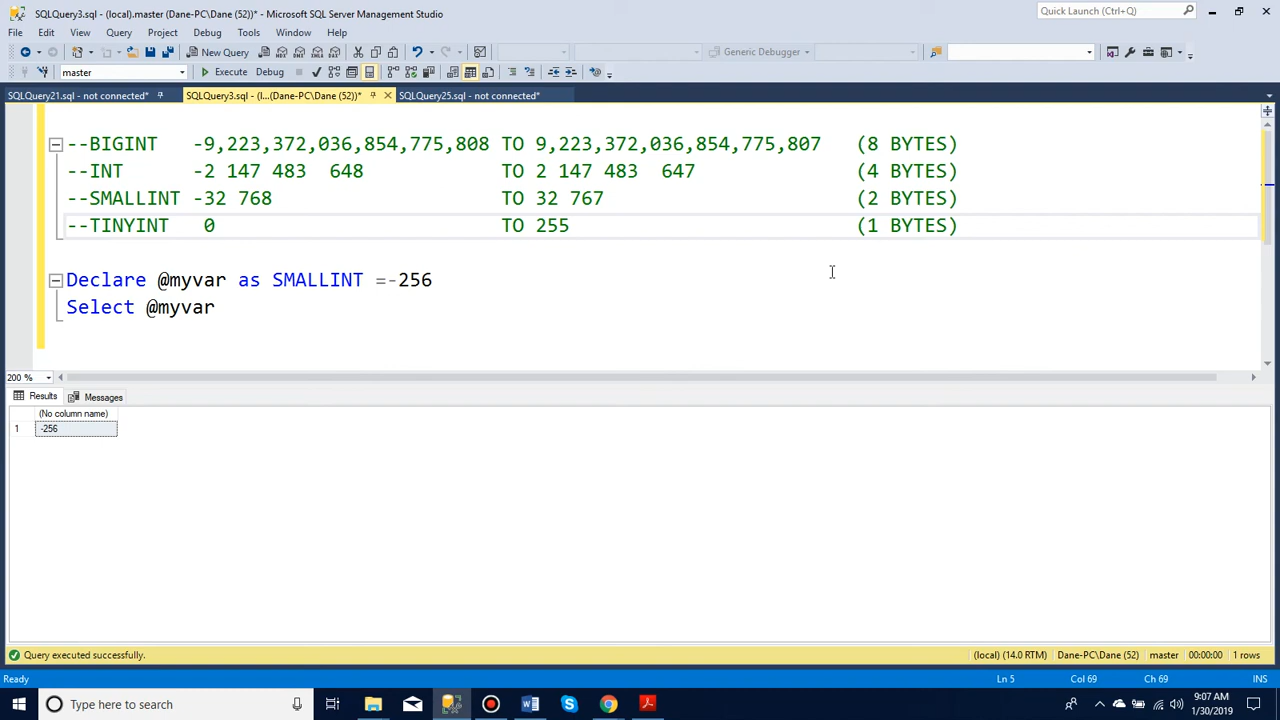 SQLQuery3.sql - (local).master (Dane-PC\Dane (52))* - Microsoft SQL Server Management Studio
Quick Launch (Ctrl+Q)
File Edit View Query Project Debug Tools Window Help
New Query Generic Debugger
master Execute Debug
SQLQuery21.sql - not connected* SQLQuery3.sql - (l...(Dane-PC\Dane (52))* SQLQuery25.sql - not connected*
--BIGINT -9,223,372,036,854,775,808 TO 9,223,372,036,854,775,807 (8 BYTES)
--INT -2 147 483 648 TO 2 147 483 647 (4 BYTES)
--SMALLINT -32 768 TO 32 767 (2 BYTES)
--TINYINT 0 TO 255 (1 BYTES)
Declare @myvar as SMALLINT =-256
Select @myvar
200 %
Results Messages
(No column name)
1 -256
Query executed successfully. (local) (14.0 RTM) Dane-PC\Dane (52) master 00:00:00 1 rows
Ready Ln 5 Col 69 Ch 69 INS
Type here to search
9:07 AM
1/30/2019